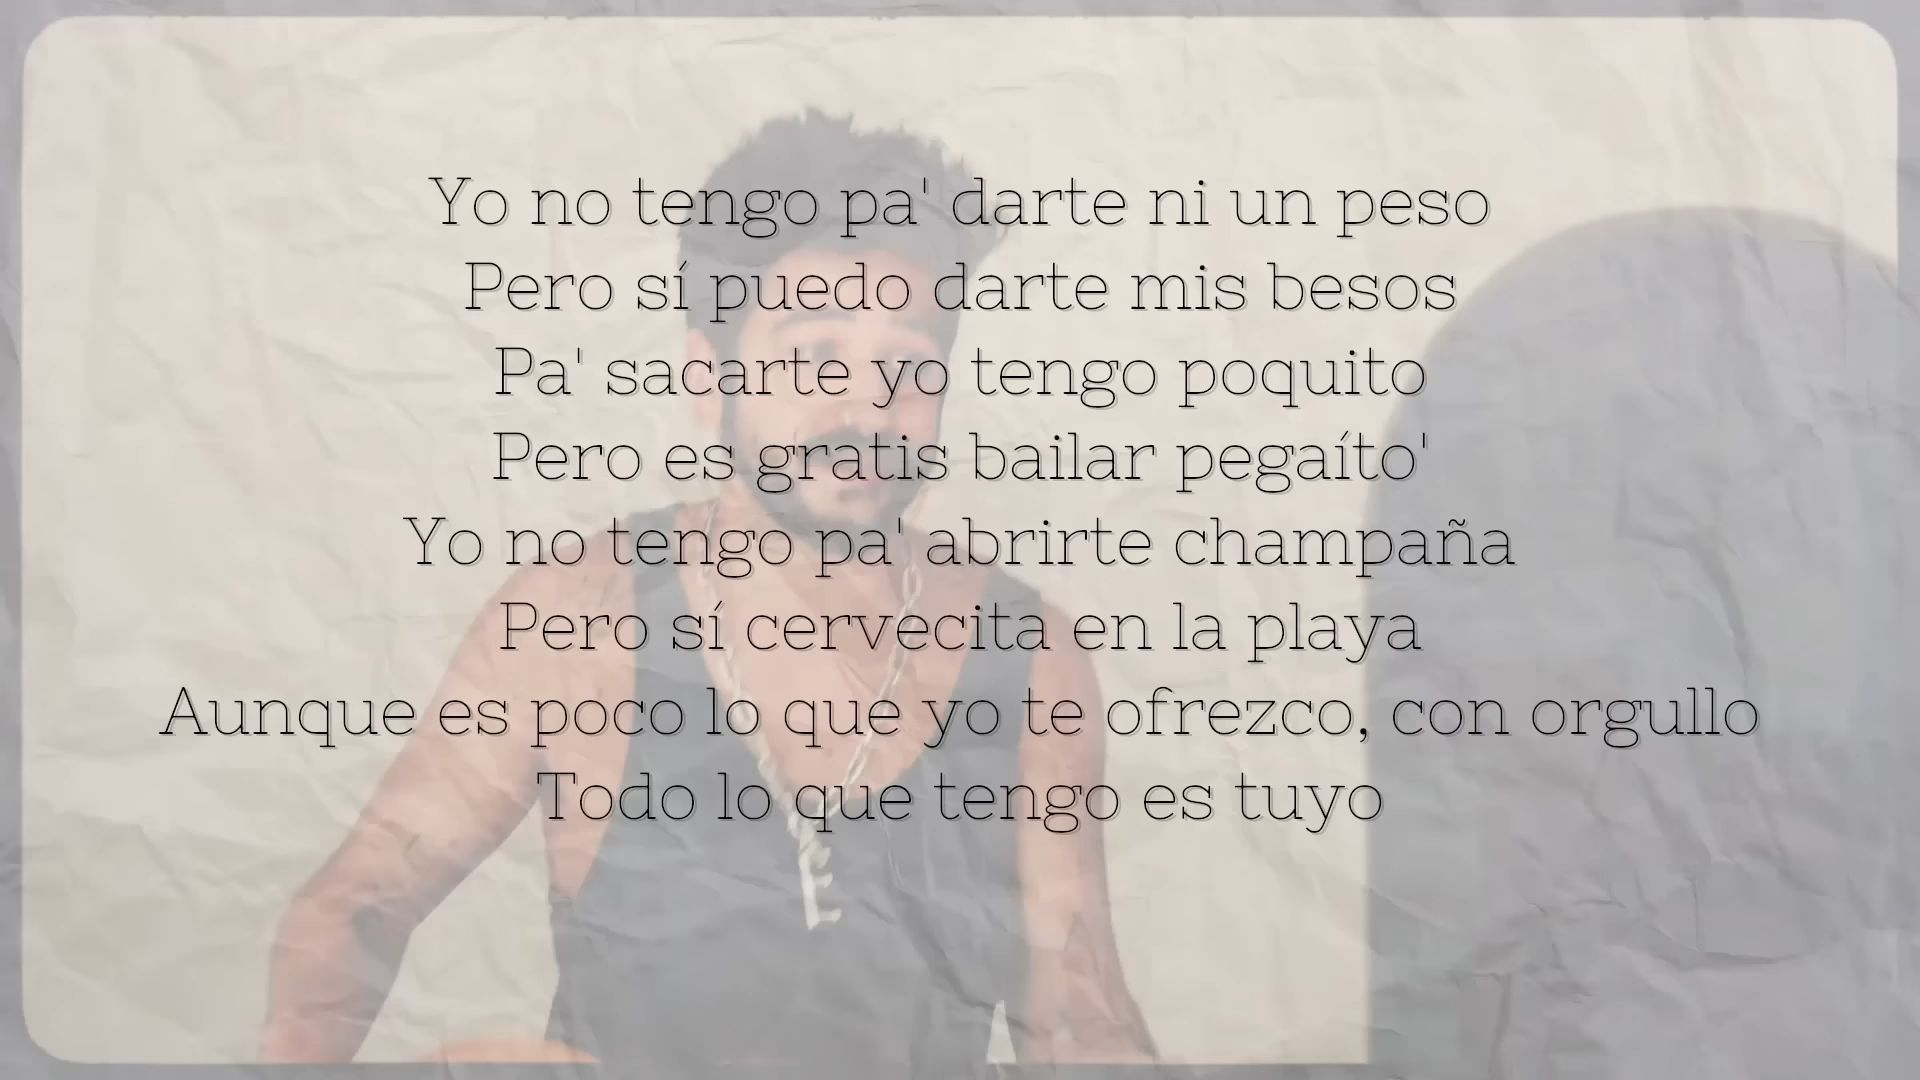 Yo no tengo pa' darte ni un peso
Pero sí puedo darte mis besos
Pa' sacarte yo tengo poquito
Pero es gratis bailar pegaíto'
Yo no tengo pa' abrirte champaña
Pero sí cervecita en la playa
Aunque es poco lo que yo te ofrezco, con orgullo
Todo lo que tengo es tuyo
E